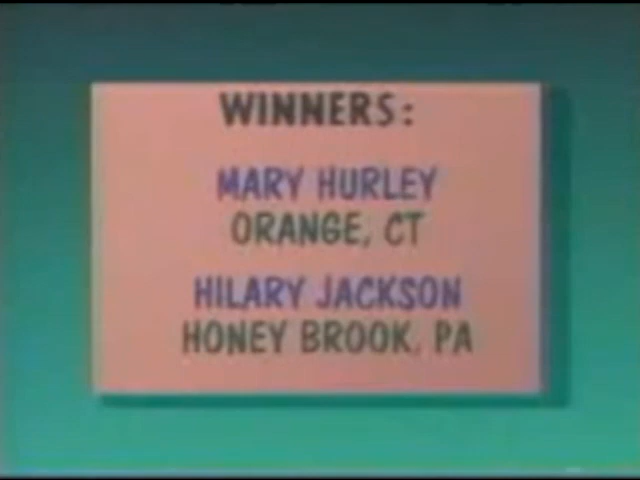 WINNERS:
MARY HURLEY
ORANGE, CT
HILARY JACKSON
HONEY BROOK, PA